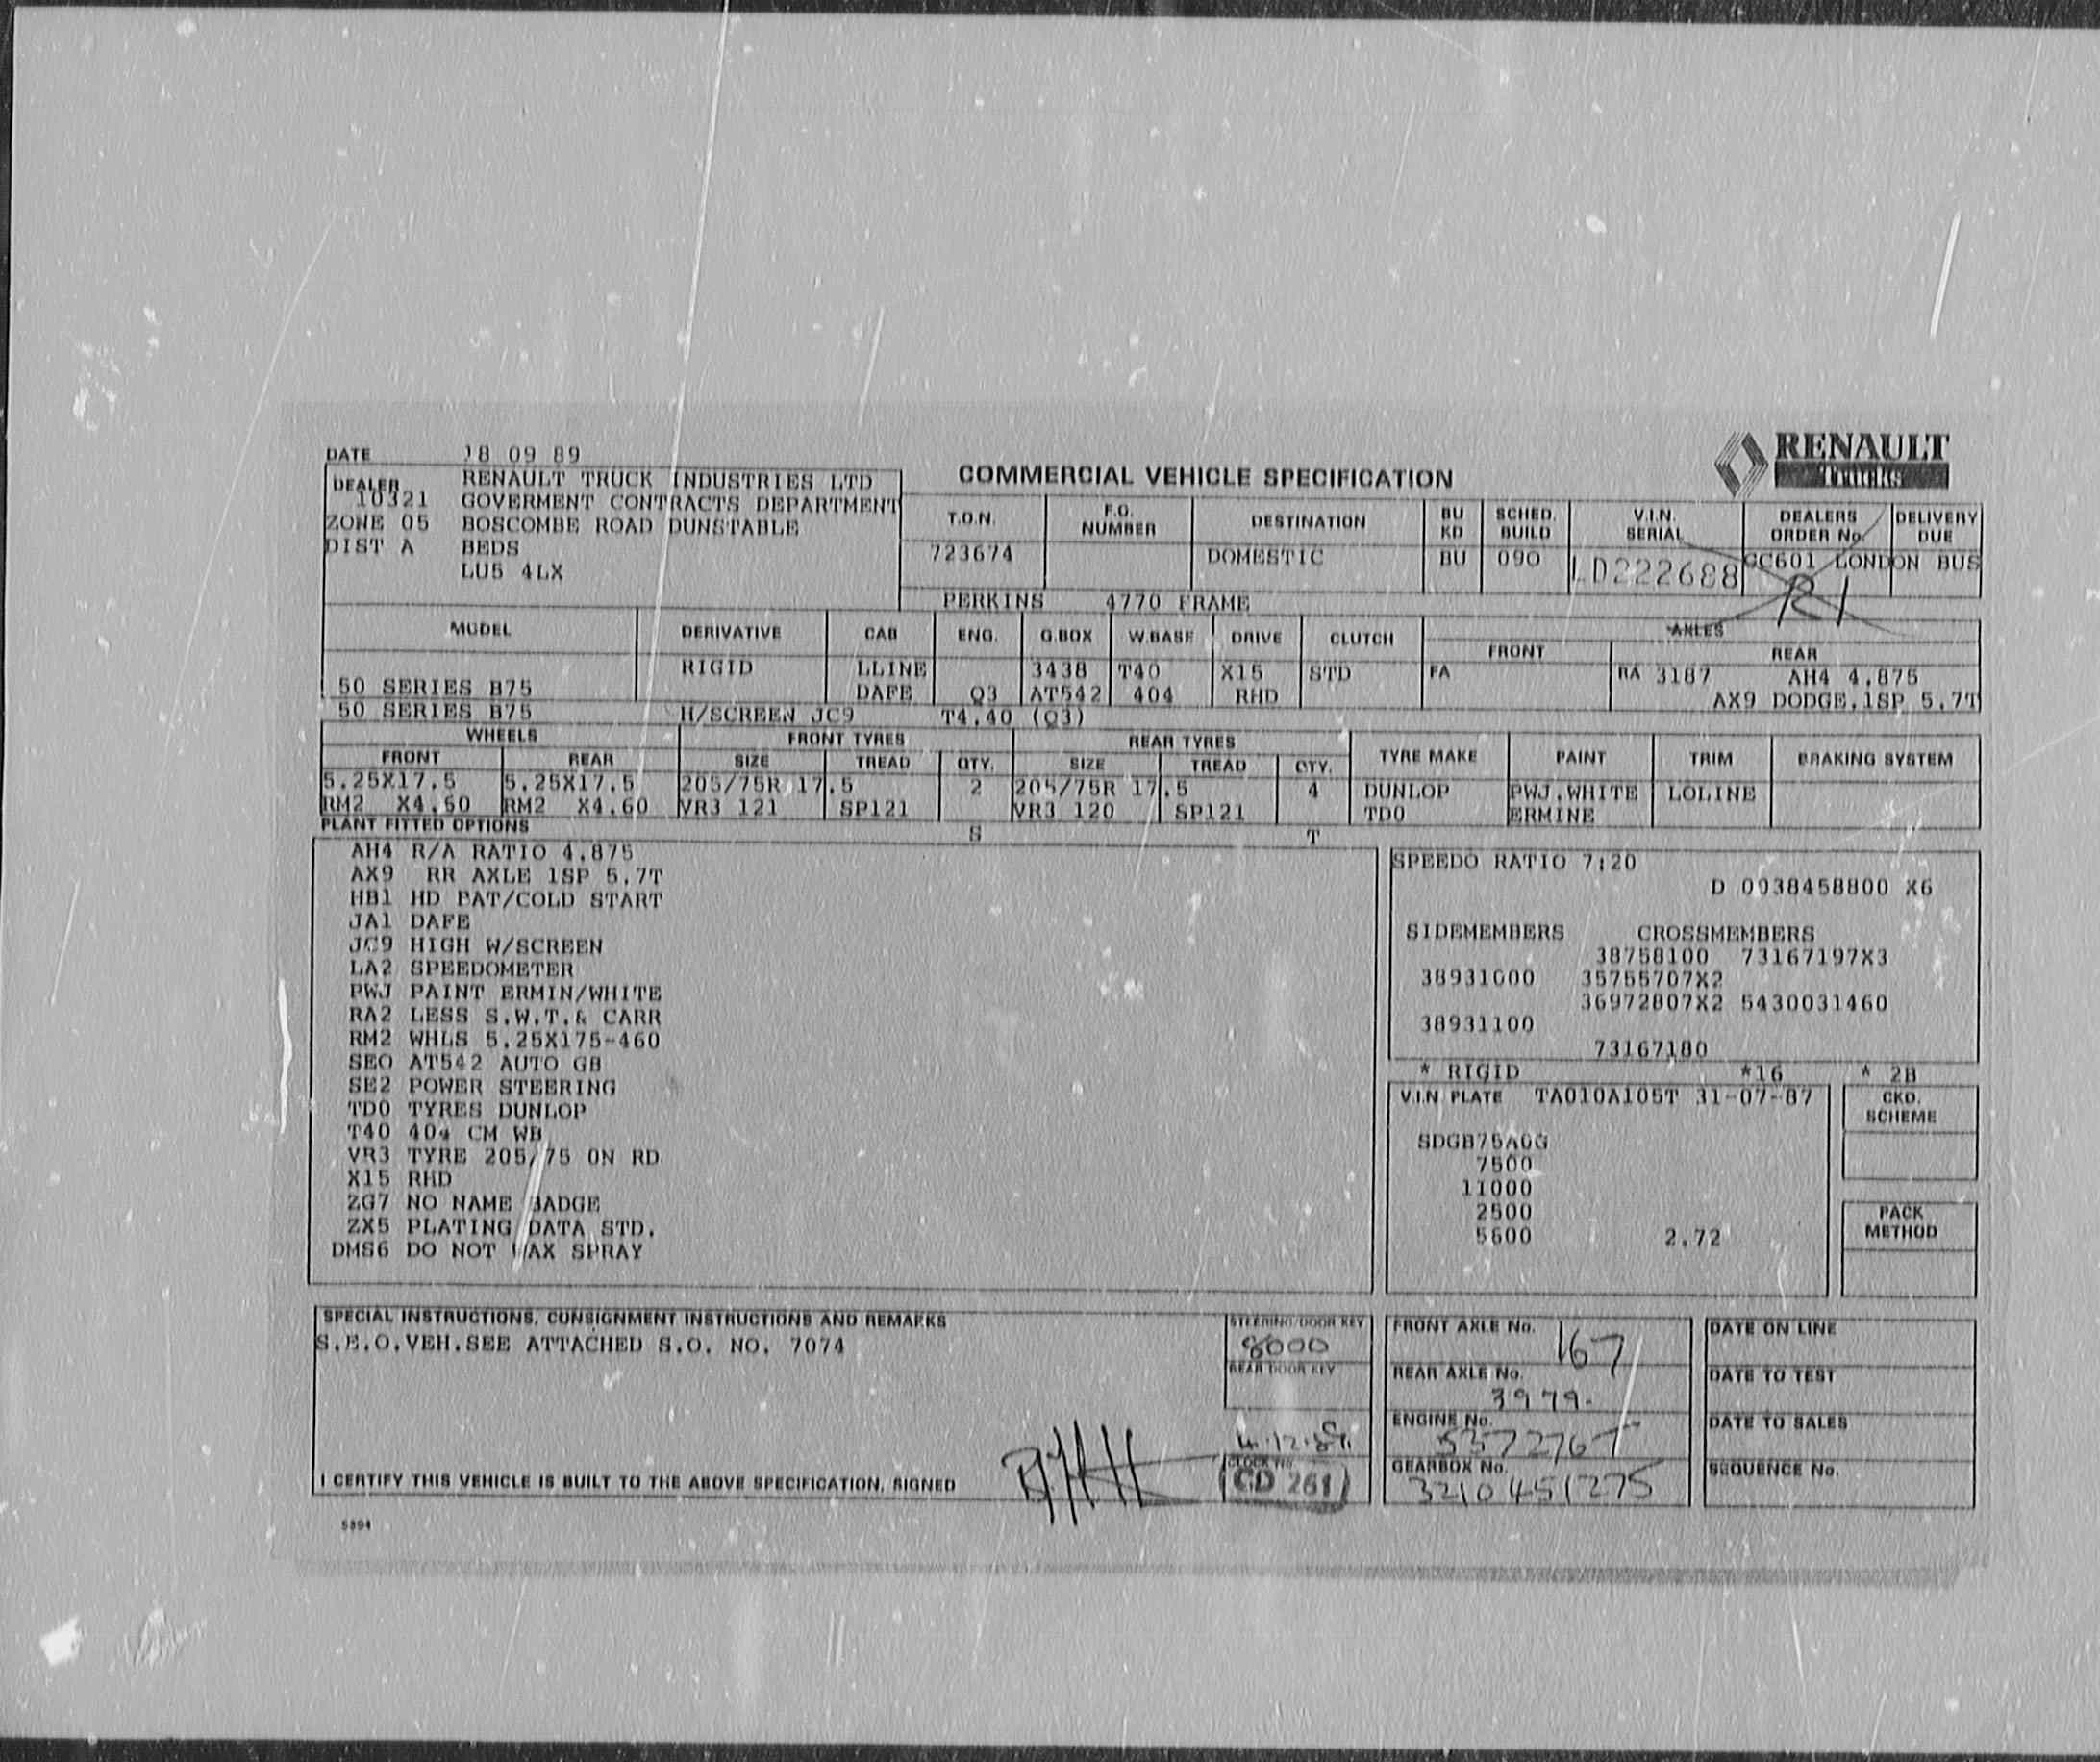 DATE 18 09 89
RENAULT
Trucks
COMMERCIAL VEHICLE SPECIFICATION
DEALER RENAULT TRUCK INDUSTRIES LTD
10321 GOVERMENT CONTRACTS DEPARTMENT
ZONE 05 BOSCOMBE ROAD DUNSTABLE
DIST A BEDS
LU5 4LX
T.O.N. F.O. NUMBER DESTINATION BU KD SCHED. BUILD V.I.N. SERIAL DEALERS ORDER No. DELIVERY DUE
723674 DOMESTIC BU 090 LD222688 GC601 LONDON BUS
R1
PERKINS 4770 FRAME
MODEL DERIVATIVE CAB ENG. G.BOX W.BASE DRIVE CLUTCH AXLES
FRONT REAR
RIGID LLINE 3438 T40 X15 STD FA RA 3187 AH4 4.875
50 SERIES B75 DAFE Q3 AT542 404 RHD AX9 DODGE.1SP 5.7T
50 SERIES B75 H/SCREEN JC9 T4.40 (Q3)
WHEELS FRONT TYRES REAR TYRES TYRE MAKE PAINT TRIM BRAKING SYSTEM
FRONT REAR SIZE TREAD QTY. SIZE TREAD QTY.
5.25X17.5 5.25X17.5 205/75R 17.5 2 205/75R 17.5 4 DUNLOP PWJ.WHITE LOLINE
RM2 X4.60 RM2 X4.60 VR3 121 SP121 VR3 120 SP121 TD0 ERMINE
PLANT FITTED OPTIONS S T
AH4 R/A RATIO 4.875
AX9 RR AXLE 1SP 5.7T
HB1 HD BAT/COLD START
JA1 DAFE
JC9 HIGH W/SCREEN
LA2 SPEEDOMETER
PWJ PAINT ERMIN/WHITE
RA2 LESS S.W.T.& CARR
RM2 WHLS 5.25X175-460
SEO AT542 AUTO GB
SE2 POWER STEERING
TD0 TYRES DUNLOP
T40 404 CM WB
VR3 TYRE 205/75 ON RD
X15 RHD
ZG7 NO NAME BADGE
ZX5 PLATING DATA STD.
DMS6 DO NOT WAX SPRAY
SPEEDO RATIO 7:20
D 0038458800 X6
SIDEMEMBERS CROSSMEMBERS
38758100 73167197X3
38931000 35755707X2
36972807X2 5430031460
38931100
73167180
* RIGID *16 * 2B
V.I.N PLATE TA010A105T 31-07-87
SDGB75A0G
7500
11000
2500
5600 2.72
CKD. SCHEME
PACK METHOD
SPECIAL INSTRUCTIONS, CONSIGNMENT INSTRUCTIONS AND REMARKS
S.E.O.VEH.SEE ATTACHED S.O. NO. 7074
STEERING/DOOR KEY
8000
REAR DOOR KEY
4.12.89.
CLOCK No.
CD 261
I CERTIFY THIS VEHICLE IS BUILT TO THE ABOVE SPECIFICATION, SIGNED
FRONT AXLE No. 167
REAR AXLE No. 3979.
ENGINE No. 5372767
GEARBOX No. 3210451275
DATE ON LINE
DATE TO TEST
DATE TO SALES
SEQUENCE No.
5894